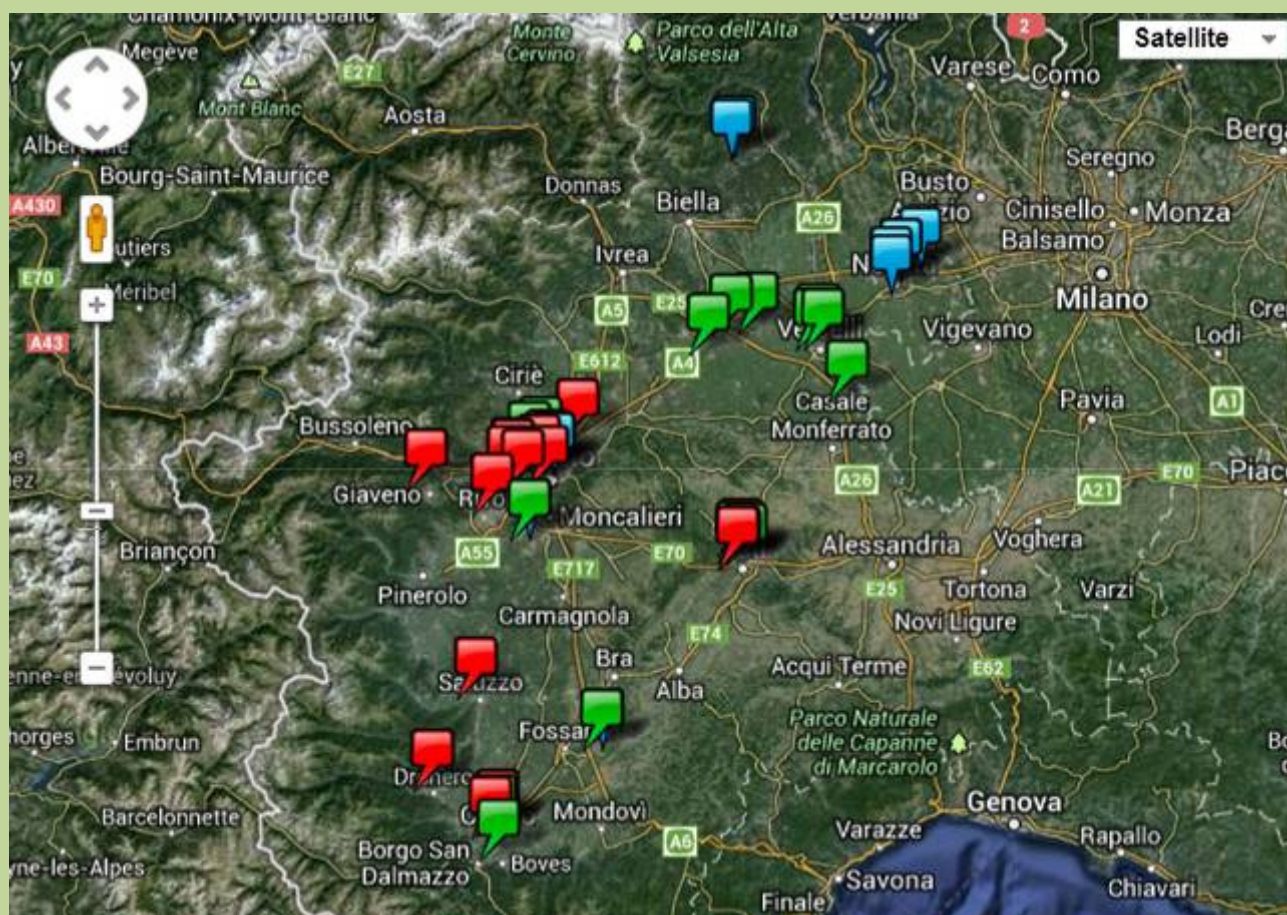 Chamonix-Mont-Blanc
Monte
Cervino
Parco dell'Alta
Valsesia
Verbania
2
Satellite
Megève
E27
Mont Blanc
Varese
Como
Aosta
Albertville
Bourg-Saint-Maurice
Seregno
Donnas
Biella
Busto
A430
A26
Cinisello
Balsamo
Monza
Ivrea
E70
Méribel
A5
E25
Milano
A43
E612
A4
Vigevano
Lodi
Ciriè
Casale
Monferrato
Pavia
A1
Bussoleno
Giaveno
A26
A21
E70
Moncalieri
Briançon
A55
E70
Alessandria
Voghera
E717
E25
Tortona
Varzi
Pinerolo
Carmagnola
Novi Ligure
E74
Bra
Alba
Acqui Terme
E62
Embrun
Parco Naturale
delle Capanne
di Marcarolo
Barcelonnette
Mondovì
Genova
A6
Varazze
Rapallo
Borgo San
Dalmazzo
Boves
Savona
Chiavari
Finale